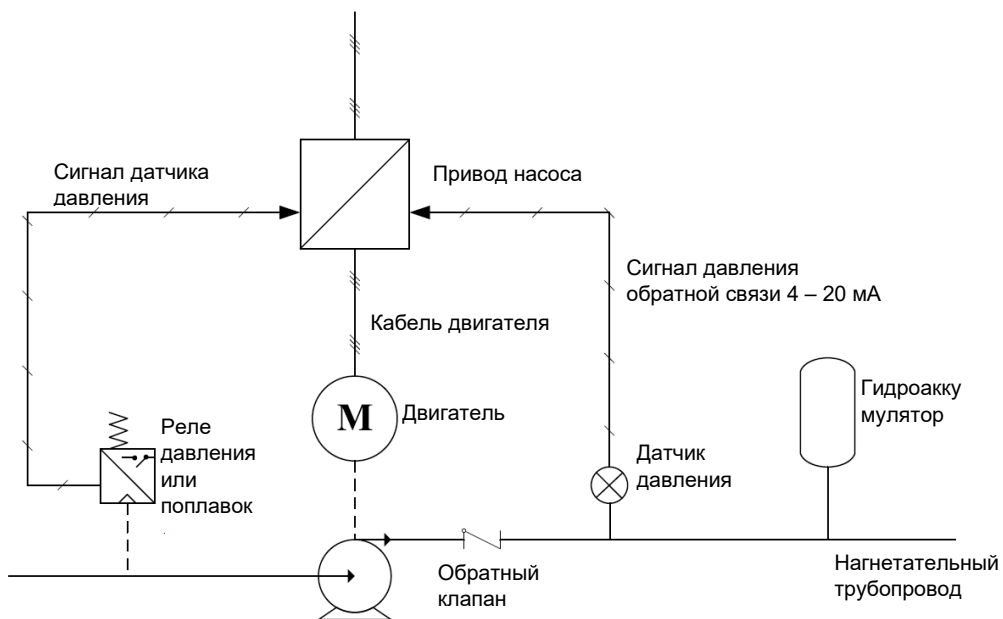 Сигнал датчика
давления
Привод насоса
Сигнал давления
обратной связи 4 – 20 мА
Кабель двигателя
M
Двигатель
Гидроакку
мулятор
Реле
давления
или
поплавок
Датчик
давления
Обратный
клапан
Нагнетательный
трубопровод